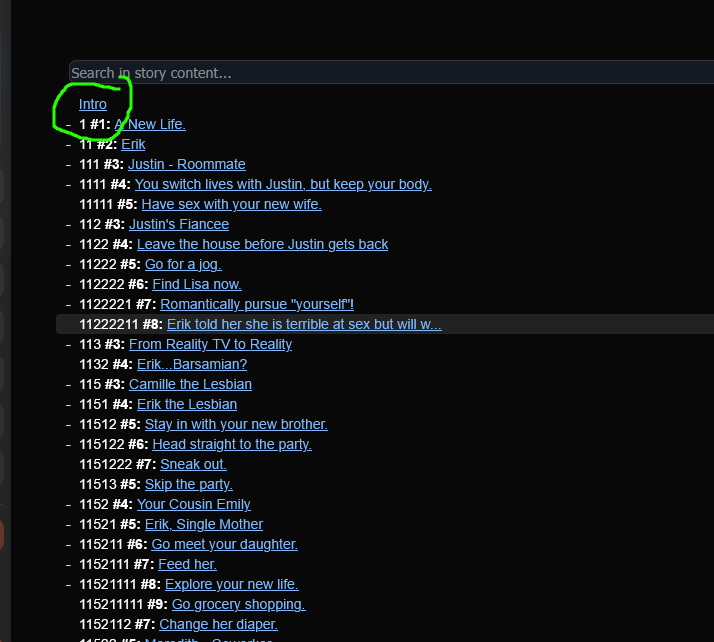 Search in story content...
Intro
- 1 #1: A New Life.
- 11 #2: Erik
- 111 #3: Justin - Roommate
- 1111 #4: You switch lives with Justin, but keep your body.
11111 #5: Have sex with your new wife.
- 112 #3: Justin's Fiancee
- 1122 #4: Leave the house before Justin gets back
- 11222 #5: Go for a jog.
- 112222 #6: Find Lisa now.
- 1122221 #7: Romantically pursue "yourself"!
11222211 #8: Erik told her she is terrible at sex but will w...
- 113 #3: From Reality TV to Reality
1132 #4: Erik...Barsamian?
- 115 #3: Camille the Lesbian
- 1151 #4: Erik the Lesbian
- 11512 #5: Stay in with your new brother.
- 115122 #6: Head straight to the party.
1151222 #7: Sneak out.
11513 #5: Skip the party.
- 1152 #4: Your Cousin Emily
- 11521 #5: Erik, Single Mother
- 115211 #6: Go meet your daughter.
- 1152111 #7: Feed her.
- 11521111 #8: Explore your new life.
115211111 #9: Go grocery shopping.
1152112 #7: Change her diaper.